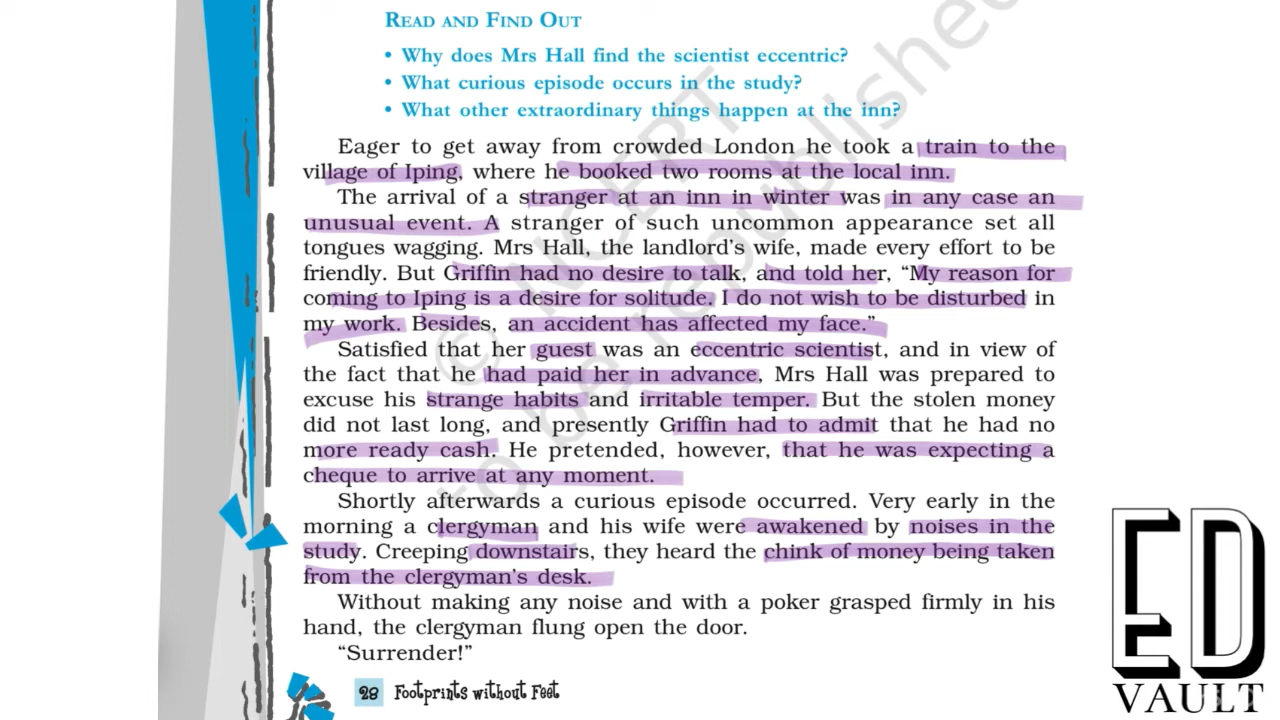 READ AND FIND OUT
• Why does Mrs Hall find the scientist eccentric?
• What curious episode occurs in the study?
• What other extraordinary things happen at the inn?
Eager to get away from crowded London he took a train to the
village of Iping, where he booked two rooms at the local inn.
The arrival of a stranger at an inn in winter was in any case an
unusual event. A stranger of such uncommon appearance set all
tongues wagging. Mrs Hall, the landlord's wife, made every effort to be
friendly. But Griffin had no desire to talk, and told her, “My reason for
coming to Iping is a desire for solitude. I do not wish to be disturbed in
my work. Besides, an accident has affected my face.”
Satisfied that her guest was an eccentric scientist, and in view of
the fact that he had paid her in advance, Mrs Hall was prepared to
excuse his strange habits and irritable temper. But the stolen money
did not last long, and presently Griffin had to admit that he had no
more ready cash. He pretended, however, that he was expecting a
cheque to arrive at any moment.
Shortly afterwards a curious episode occurred. Very early in the
morning a clergyman and his wife were awakened by noises in the
study. Creeping downstairs, they heard the chink of money being taken
from the clergyman's desk.
Without making any noise and with a poker grasped firmly in his
hand, the clergyman flung open the door.
“Surrender!”
28 Footprints without Feet
© NCERT
to be republished
ED
VAULT